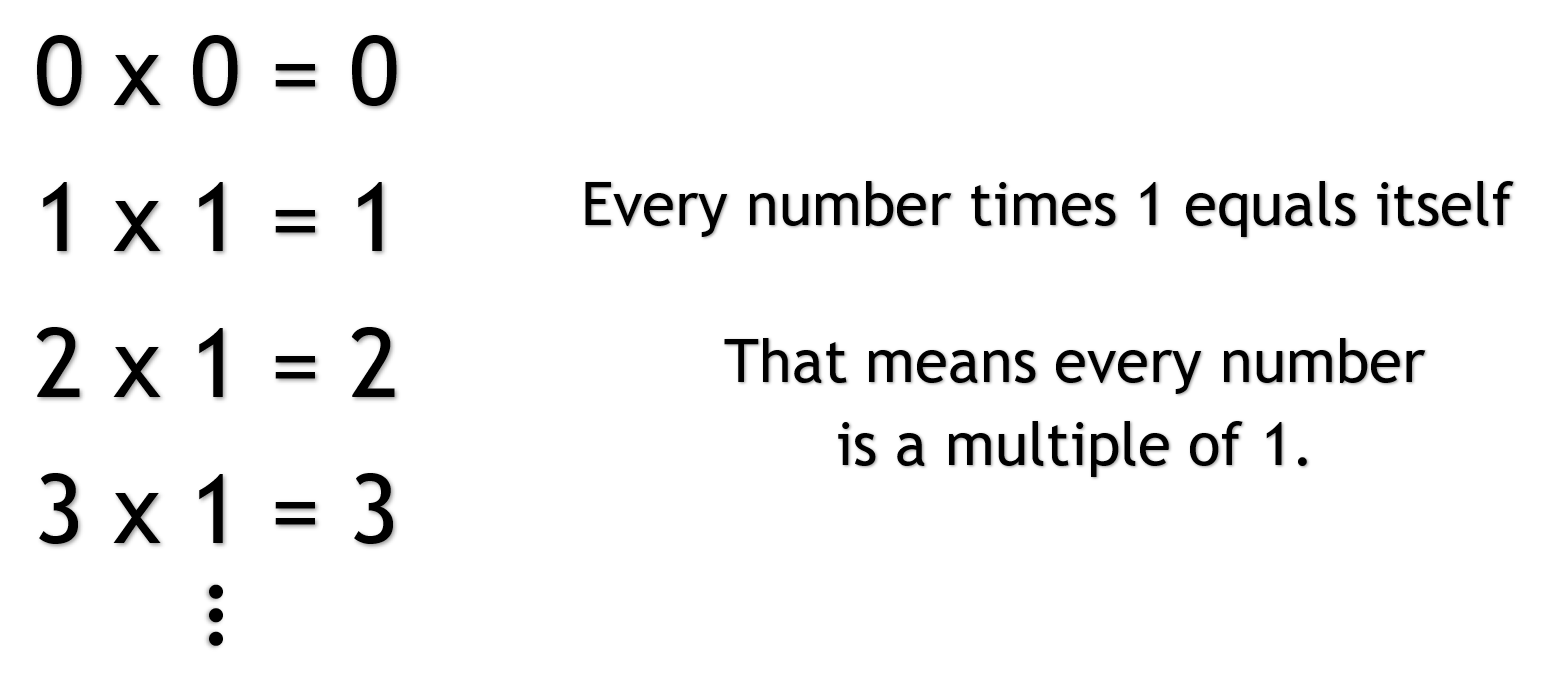 0 x 0 = 0
1 x 1 = 1
Every number times 1 equals itself
2 x 1 = 2
That means every number
is a multiple of 1.
3 x 1 = 3
⋮